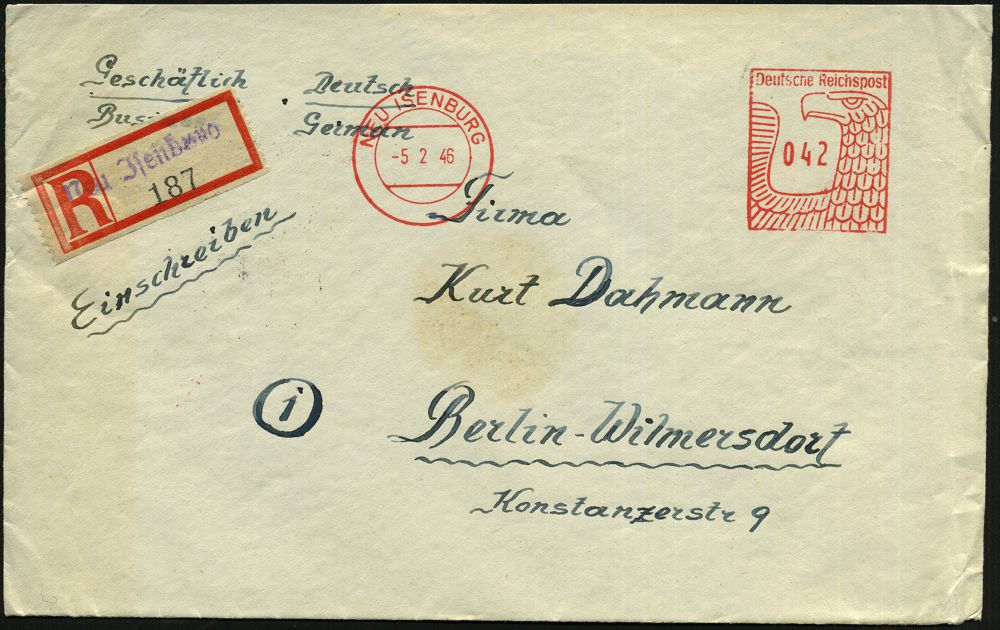 Geschäftlich Deutsch
German
NEU ISENBURG
-5 2 46
Deutsche Reichspost
042
R
187
Einschreiben
Firma
Kurt Dahmann
i
Berlin-Wilmersdorf
Konstanzerstr 9